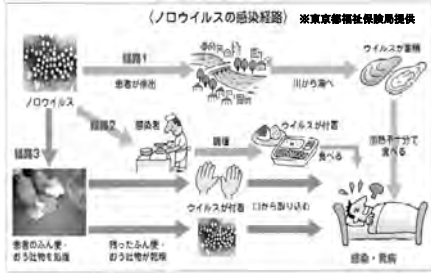 〈ノロウイルスの感染経路〉 ※東京都福祉保険局提供
経路1
患者が排出
川から海へ
ウイルスが蓄積
ノロウイルス
経路2
感染者
調理
ウイルスが付着
食べる
加熱不十分で
食べる
経路3
ウイルスが付着
口から取り込む
患者のふん便・
おう吐物を処理
残ったふん便・
おう吐物が乾燥
感染・発病